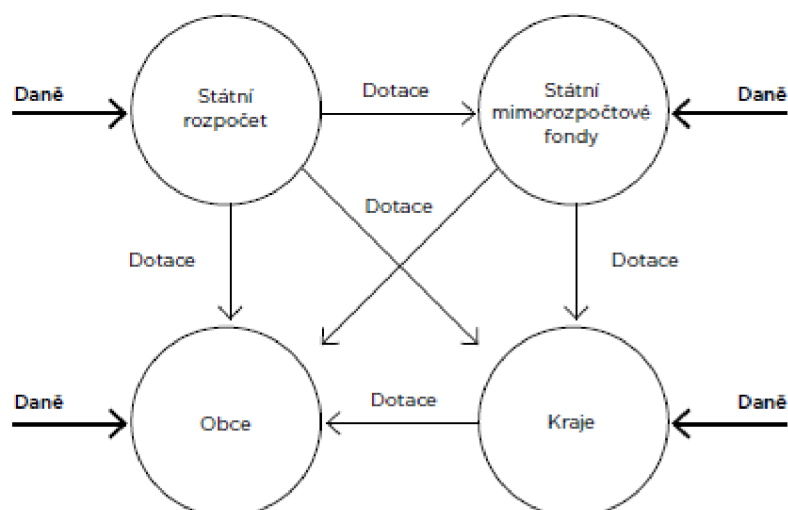 Daně
Státní
rozpočet
Dotace
Státní
mimorozpočtové
fondy
Daně
Dotace
Dotace
Dotace
Daně
Obce
Dotace
Kraje
Daně